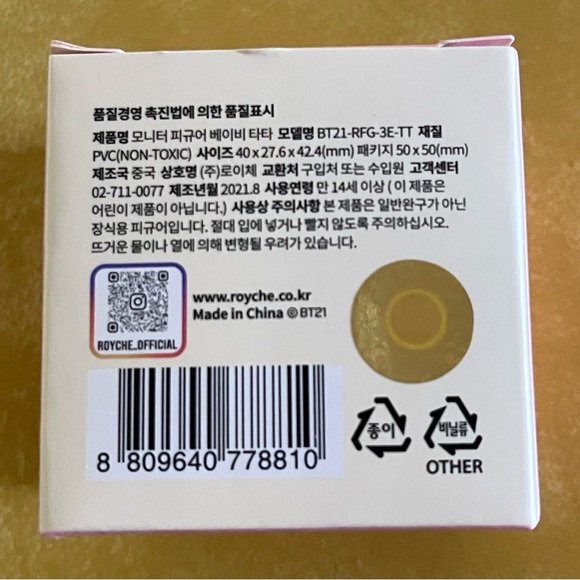 품질경영 촉진법에 의한 품질표시
제품명 모니터 피규어 베이비 타타 모델명 BT21-RFG-3E-TT 재질
PVC(NON-TOXIC) 사이즈 40 x 27.6 x 42.4(mm) 패키지 50 x 50(mm)
제조국 중국 상호명 (주)로이체 교환처 구입처 또는 수입원 고객센터
02-711-0077 제조년월 2021.8 사용연령 만 14세 이상 ( 이 제품은
어린이 제품이 아닙니다.) 사용상 주의사항 본 제품은 일반완구가 아닌
장식용 피규어입니다. 절대 입에 넣거나 빨지 않도록 주의하십시오.
뜨거운 물이나 열에 의해 변형될 우려가 있습니다.
ROYCHE_OFFICIAL
www.royche.co.kr
Made in China ©BT21
8 809640 778810
종이
비닐류
OTHER